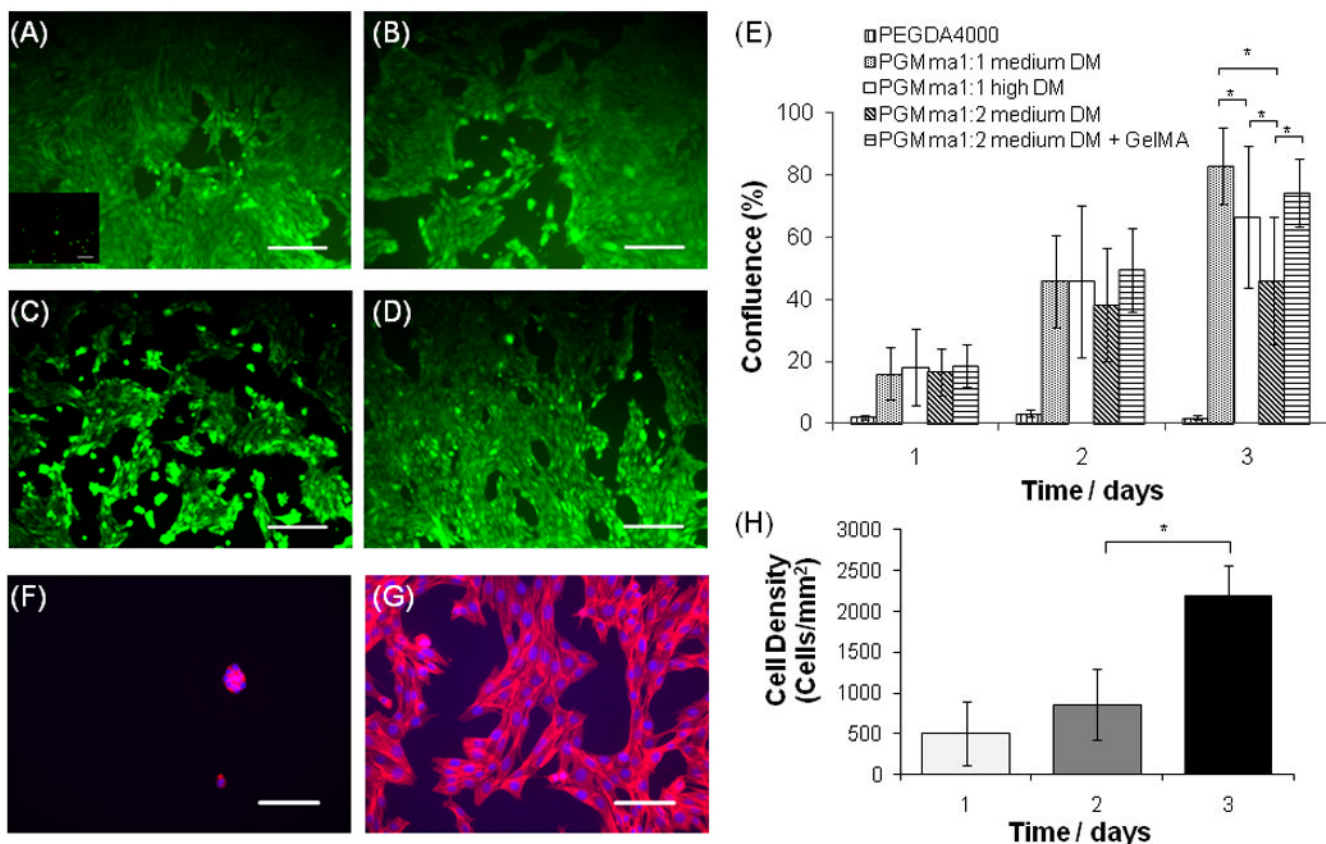 (A)
(B)
(C)
(D)
(F)
(G)
(E)
PEGDA4000
PGMma1:1 medium DM
PGMma1:1 high DM
PGMma1:2 medium DM
PGMma1:2 medium DM + GelMA
*
*
*
*
100
80
60
40
20
0
Confluence (%)
1 2 3
Time / days
(H)
*
3000
2500
2000
1500
1000
500
0
Cell Density
(Cells/mm²)
1 2 3
Time / days